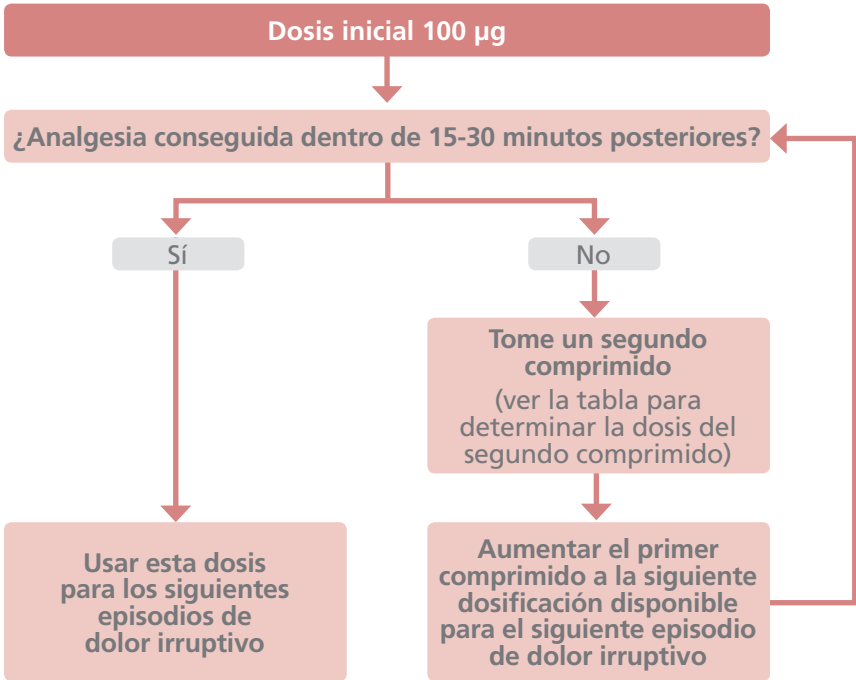 Dosis inicial 100 µg
¿Analgesia conseguida dentro de 15-30 minutos posteriores?
Sí
No
Tome un segundo
comprimido
(ver la tabla para
determinar la dosis del
segundo comprimido)
Usar esta dosis
para los siguientes
episodios de
dolor irruptivo
Aumentar el primer
comprimido a la siguiente
dosificación disponible
para el siguiente episodio
de dolor irruptivo